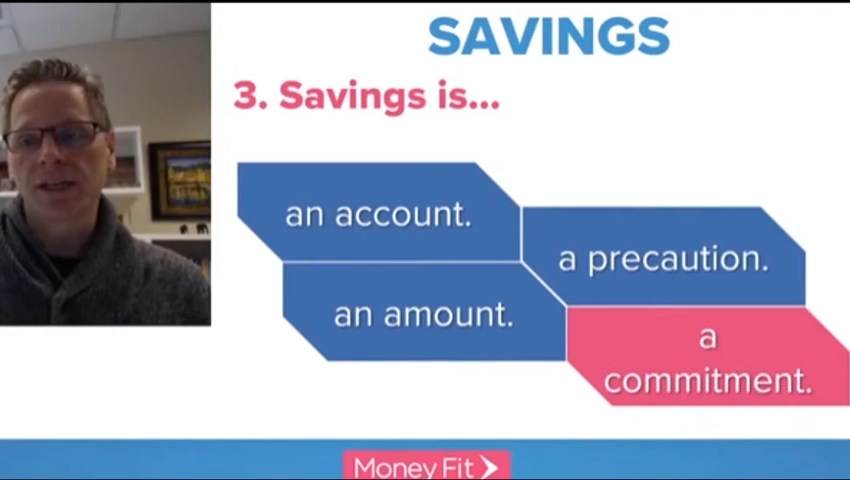 SAVINGS
3. Savings is...
an account.
a precaution.
an amount.
a
commitment.
Money Fit